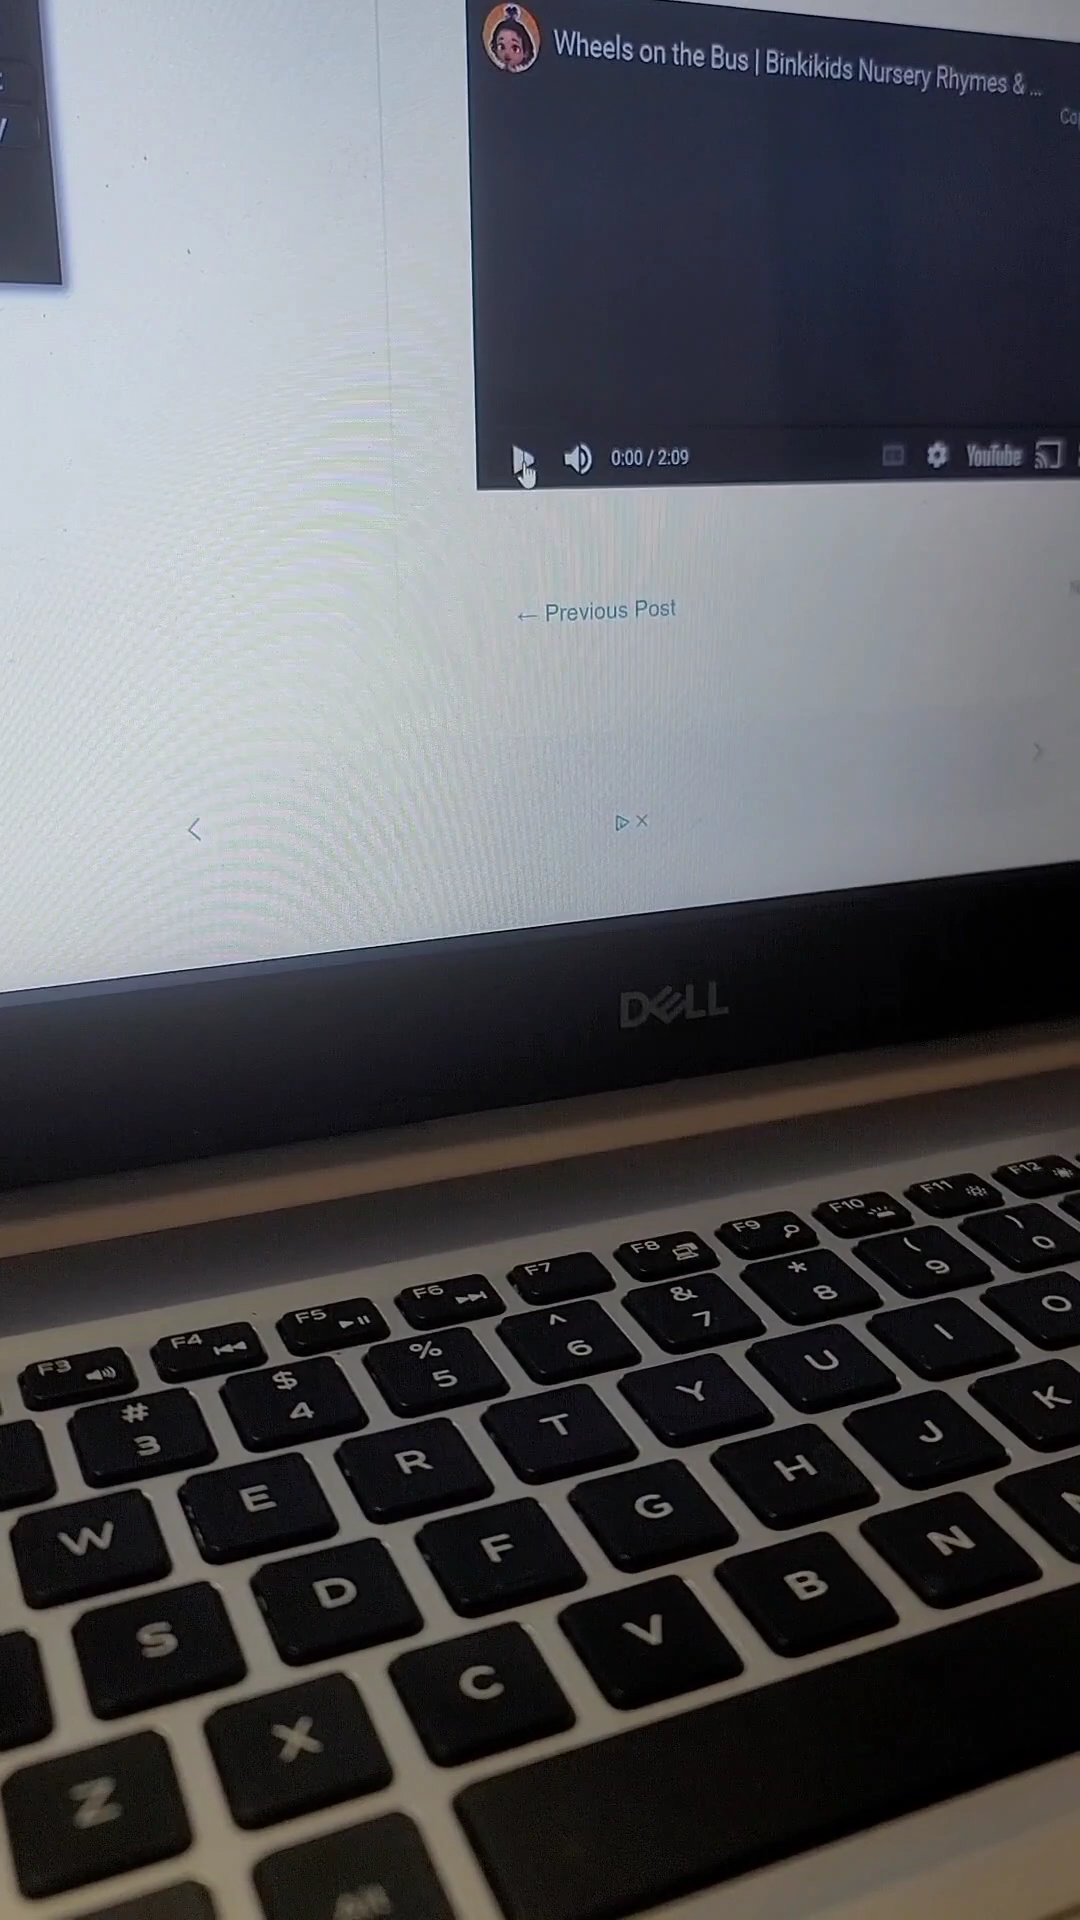 Wheels on the Bus | Binkikids Nursery Rhymes & ...
0:00 / 2:09
YouTube
← Previous Post
DELL
F3 F4 F5 F6 F7 F8 F9 F10 F11 F12
# 3 $ 4 % 5 ^ 6 & 7 * 8 ( 9 ) 0
W E R T Y U I O
S D F G H J K
Z X C V B N